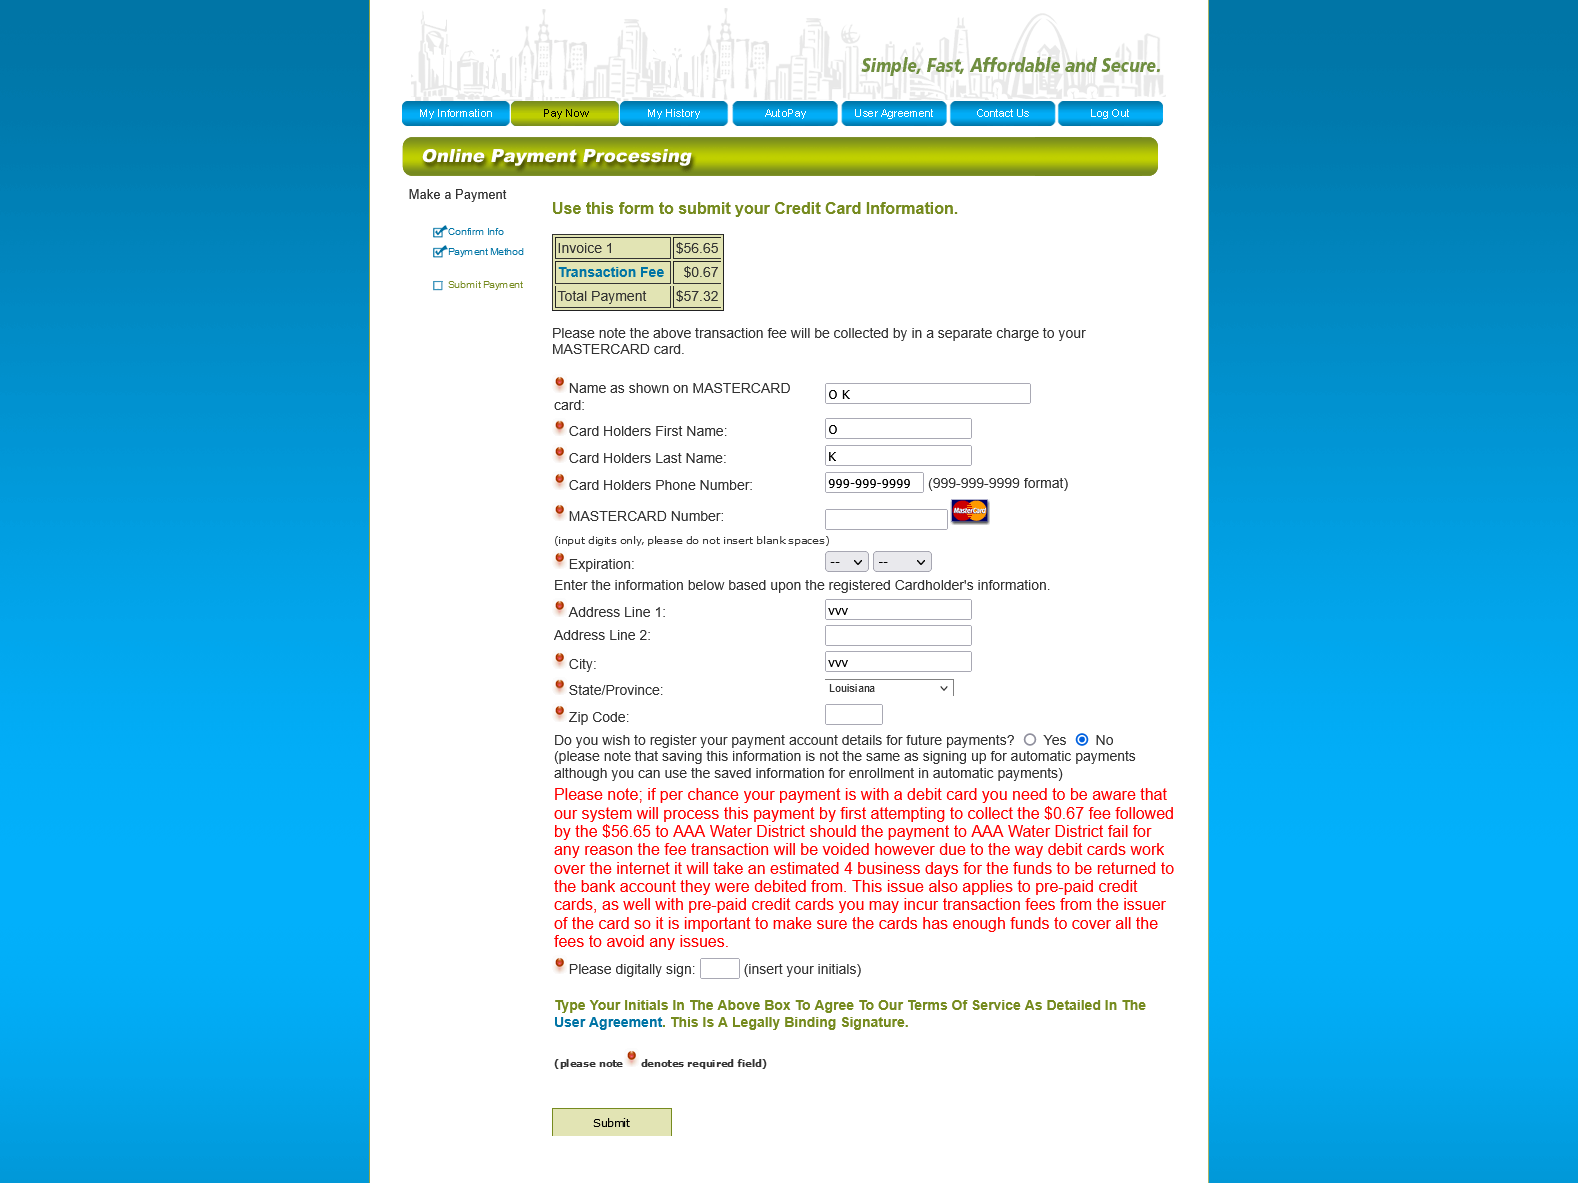 Simple, Fast, Affordable and Secure.
My Information Pay Now My History AutoPay User Agreement Contact Us Log Out
Online Payment Processing
Make a Payment
Confirm Info
Payment Method
Submit Payment
Use this form to submit your Credit Card Information.
Invoice 1 $56.65
Transaction Fee $0.67
Total Payment $57.32
Please note the above transaction fee will be collected by in a separate charge to your
MASTERCARD card.
Name as shown on MASTERCARD
card: O K
Card Holders First Name: O
Card Holders Last Name: K
Card Holders Phone Number: 999-999-9999 (999-999-9999 format)
MASTERCARD Number: MasterCard
(input digits only, please do not insert blank spaces)
Expiration: -- --
Enter the information below based upon the registered Cardholder's information.
Address Line 1: vvv
Address Line 2:
City: vvv
State/Province: Louisiana
Zip Code:
Do you wish to register your payment account details for future payments? Yes No
(please note that saving this information is not the same as signing up for automatic payments
although you can use the saved information for enrollment in automatic payments)
Please note; if per chance your payment is with a debit card you need to be aware that
our system will process this payment by first attempting to collect the $0.67 fee followed
by the $56.65 to AAA Water District should the payment to AAA Water District fail for
any reason the fee transaction will be voided however due to the way debit cards work
over the internet it will take an estimated 4 business days for the funds to be returned to
the bank account they were debited from. This issue also applies to pre-paid credit
cards, as well with pre-paid credit cards you may incur transaction fees from the issuer
of the card so it is important to make sure the cards has enough funds to cover all the
fees to avoid any issues.
Please digitally sign: (insert your initials)
Type Your Initials In The Above Box To Agree To Our Terms Of Service As Detailed In The
User Agreement. This Is A Legally Binding Signature.
(please note denotes required field)
Submit